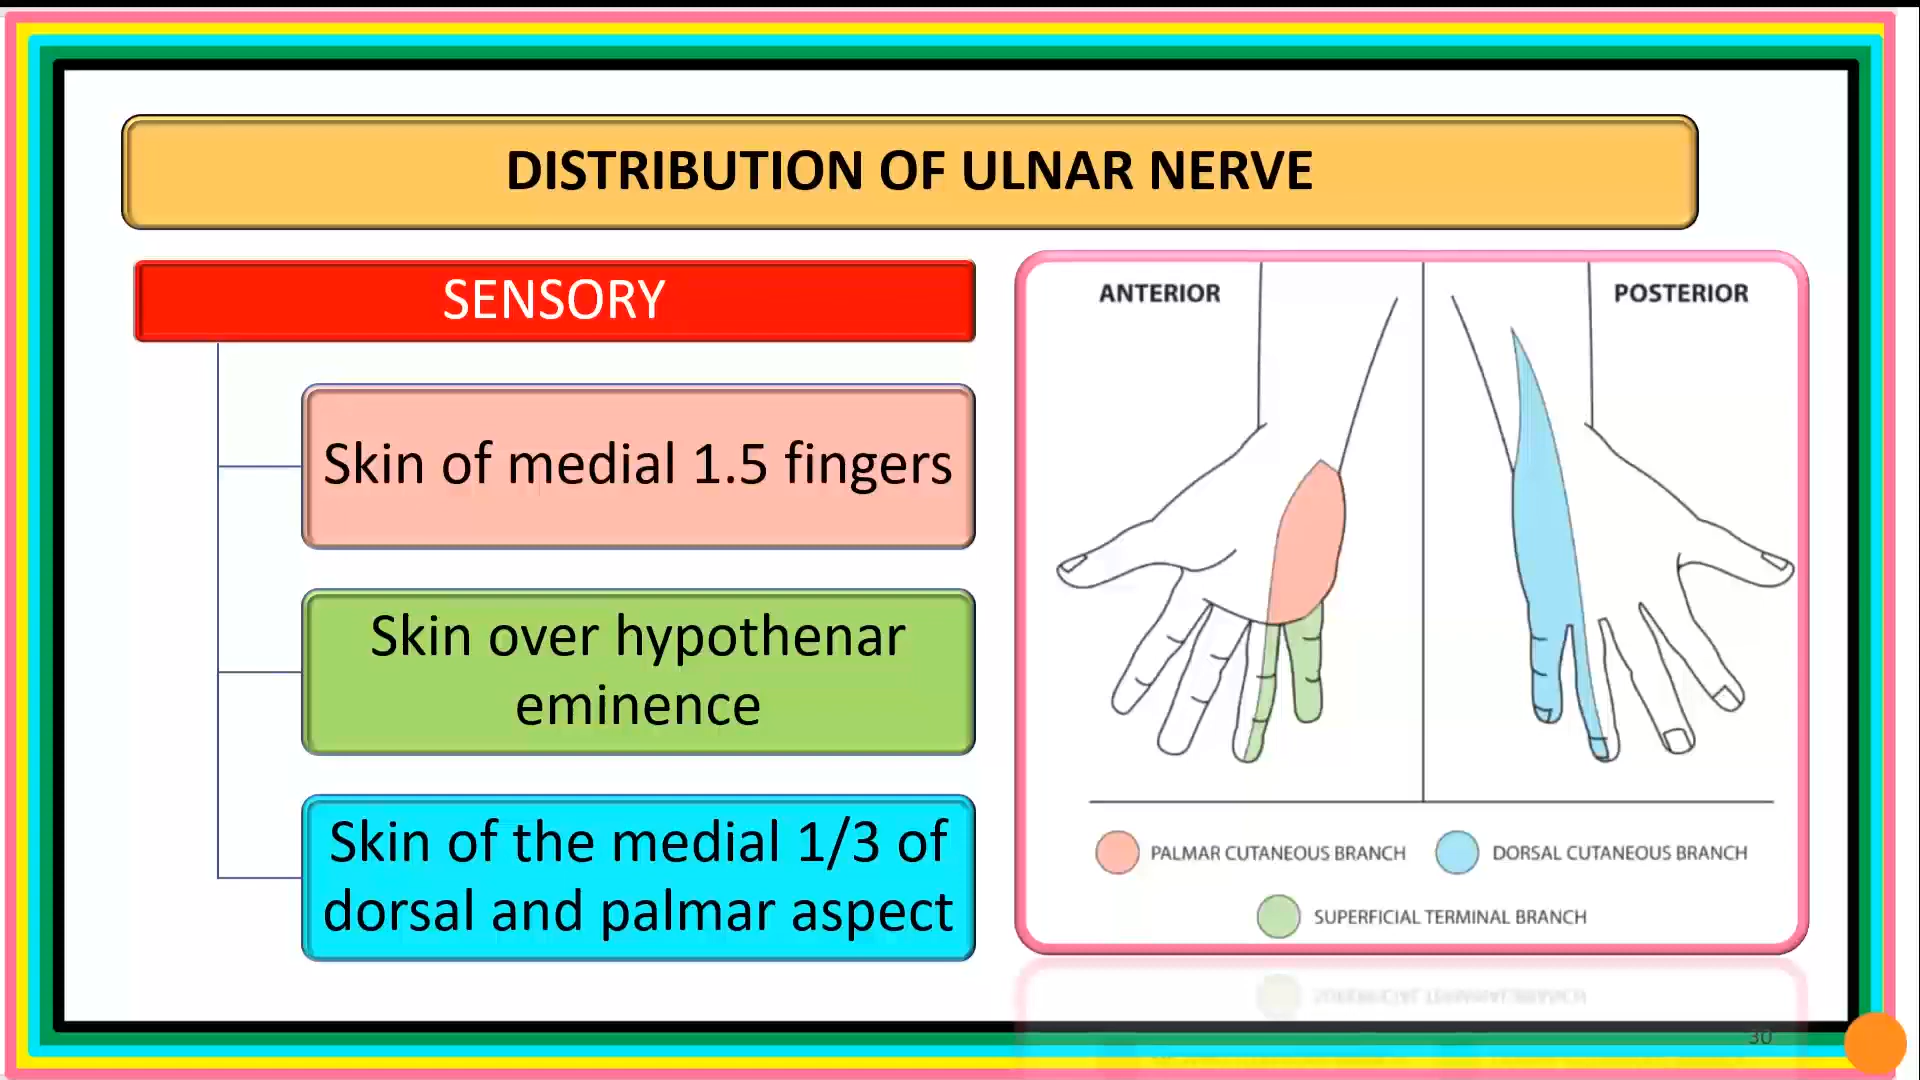 DISTRIBUTION OF ULNAR NERVE
SENSORY
Skin of medial 1.5 fingers
Skin over hypothenar
eminence
Skin of the medial 1/3 of
dorsal and palmar aspect
ANTERIOR
POSTERIOR
PALMAR CUTANEOUS BRANCH
DORSAL CUTANEOUS BRANCH
SUPERFICIAL TERMINAL BRANCH
30